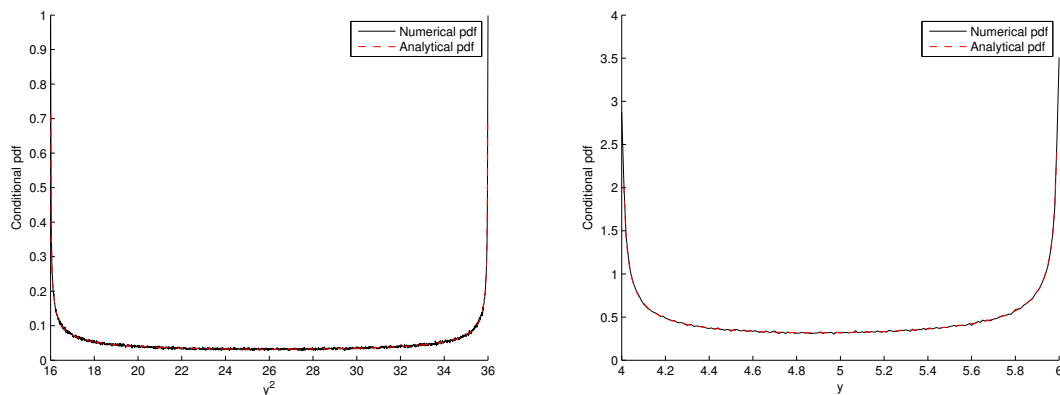 1
0.9
0.8
0.7
0.6
0.5
0.4
0.3
0.2
0.1
0
Conditional pdf
Numerical pdf
Analytical pdf
16 18 20 22 24 26 28 30 32 34 36
y²
4
3.5
3
2.5
2
1.5
1
0.5
0
Conditional pdf
Numerical pdf
Analytical pdf
4 4.2 4.4 4.6 4.8 5 5.2 5.4 5.6 5.8 6
y